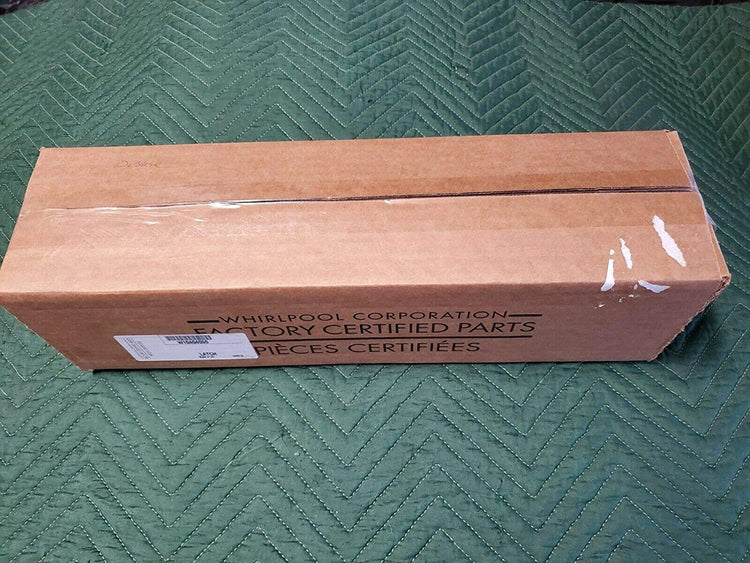 WHIRLPOOL CORPORATION
FACTORY CERTIFIED PARTS
PIÈCES CERTIFIÉES
LATCH